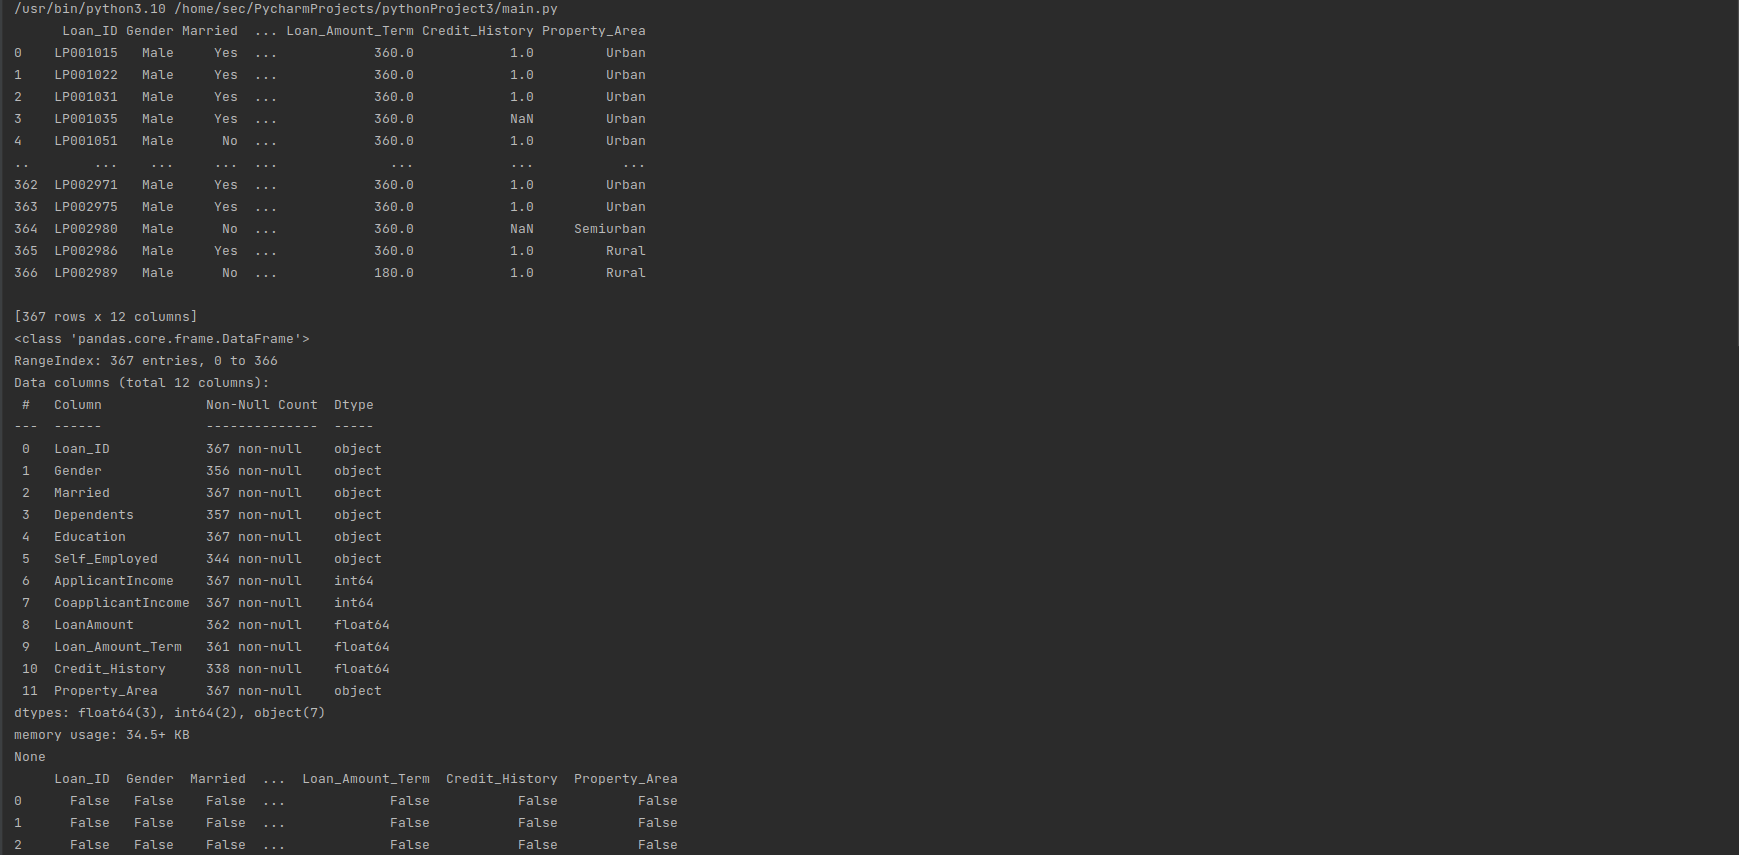 /usr/bin/python3.10 /home/sec/PycharmProjects/pythonProject3/main.py
      Loan_ID Gender Married  ... Loan_Amount_Term Credit_History Property_Area
0    LP001015   Male     Yes  ...            360.0            1.0         Urban
1    LP001022   Male     Yes  ...            360.0            1.0         Urban
2    LP001031   Male     Yes  ...            360.0            1.0         Urban
3    LP001035   Male     Yes  ...            360.0            NaN         Urban
4    LP001051   Male      No  ...            360.0            1.0         Urban
..        ...    ...     ...  ...              ...            ...           ...
362  LP002971   Male     Yes  ...            360.0            1.0         Urban
363  LP002975   Male     Yes  ...            360.0            1.0         Urban
364  LP002980   Male      No  ...            360.0            NaN     Semiurban
365  LP002986   Male     Yes  ...            360.0            1.0         Rural
366  LP002989   Male      No  ...            180.0            1.0         Rural

[367 rows x 12 columns]
<class 'pandas.core.frame.DataFrame'>
RangeIndex: 367 entries, 0 to 366
Data columns (total 12 columns):
 #   Column             Non-Null Count  Dtype
---  ------             --------------  -----
 0   Loan_ID            367 non-null    object
 1   Gender             356 non-null    object
 2   Married            367 non-null    object
 3   Dependents         357 non-null    object
 4   Education          367 non-null    object
 5   Self_Employed      344 non-null    object
 6   ApplicantIncome    367 non-null    int64
 7   CoapplicantIncome  367 non-null    int64
 8   LoanAmount         362 non-null    float64
 9   Loan_Amount_Term   361 non-null    float64
 10  Credit_History     338 non-null    float64
 11  Property_Area      367 non-null    object
dtypes: float64(3), int64(2), object(7)
memory usage: 34.5+ KB
None
     Loan_ID  Gender  Married  ...  Loan_Amount_Term  Credit_History  Property_Area
0      False   False    False  ...             False           False          False
1      False   False    False  ...             False           False          False
2      False   False    False  ...             False           False          False